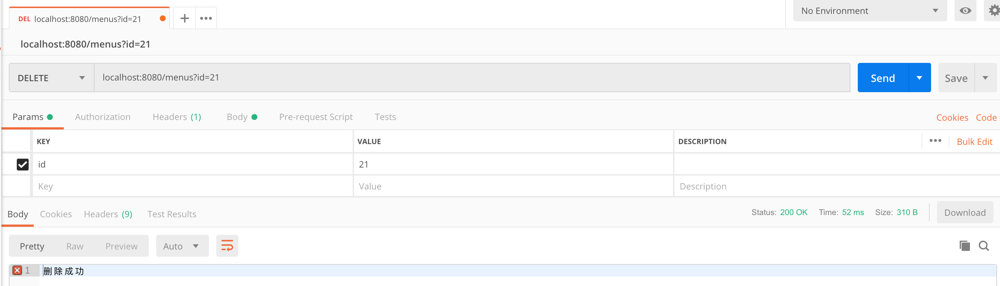 DEL localhost:8080/menus?id=21
No Environment
localhost:8080/menus?id=21
DELETE localhost:8080/menus?id=21 Send Save
Params Authorization Headers (1) Body Pre-request Script Tests Cookies Code
KEY VALUE DESCRIPTION Bulk Edit
id 21
Key Value Description
Body Cookies Headers (9) Test Results Status: 200 OK Time: 52 ms Size: 310 B Download
Pretty Raw Preview Auto
1 删除成功